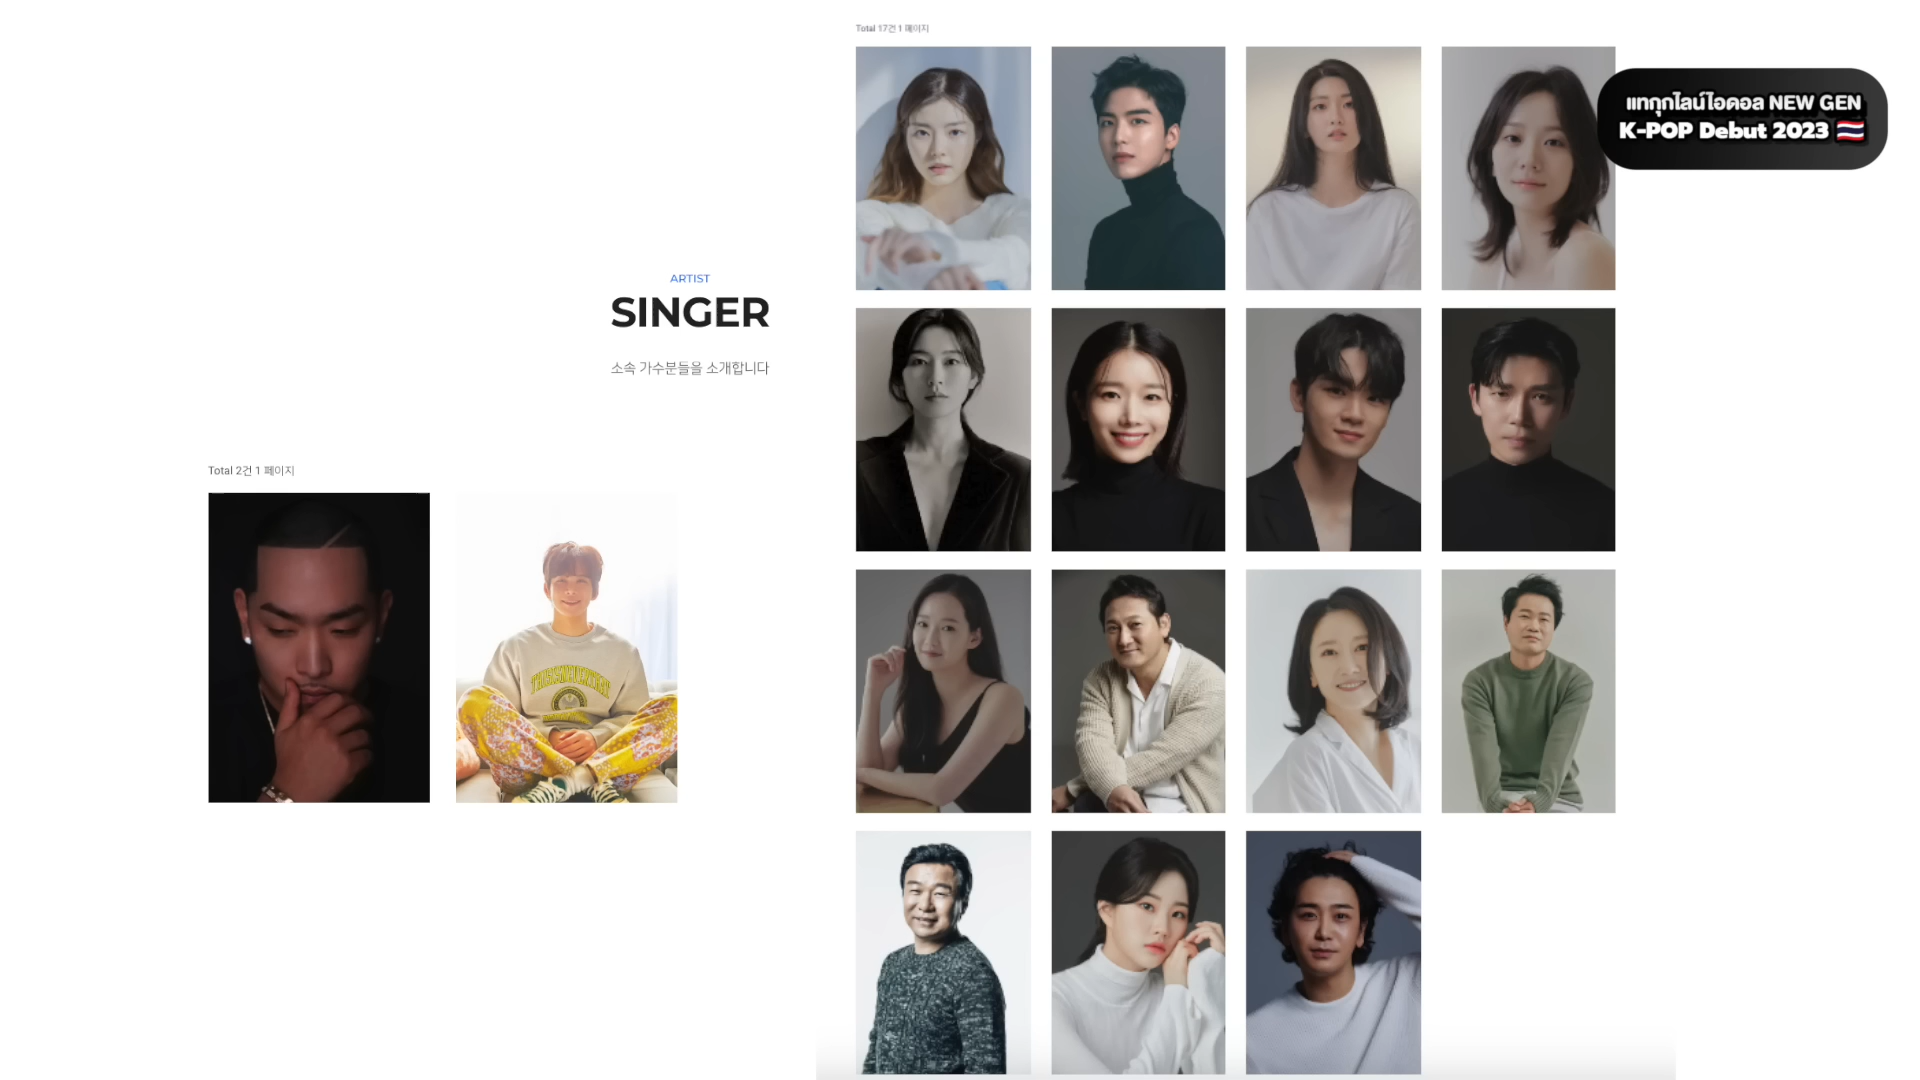 Total 17건 1 페이지
แทกุกไลน์ไอดอล NEW GEN
K-POP Debut 2023
ARTIST
SINGER
소속 가수분들을 소개합니다
Total 2건 1 페이지